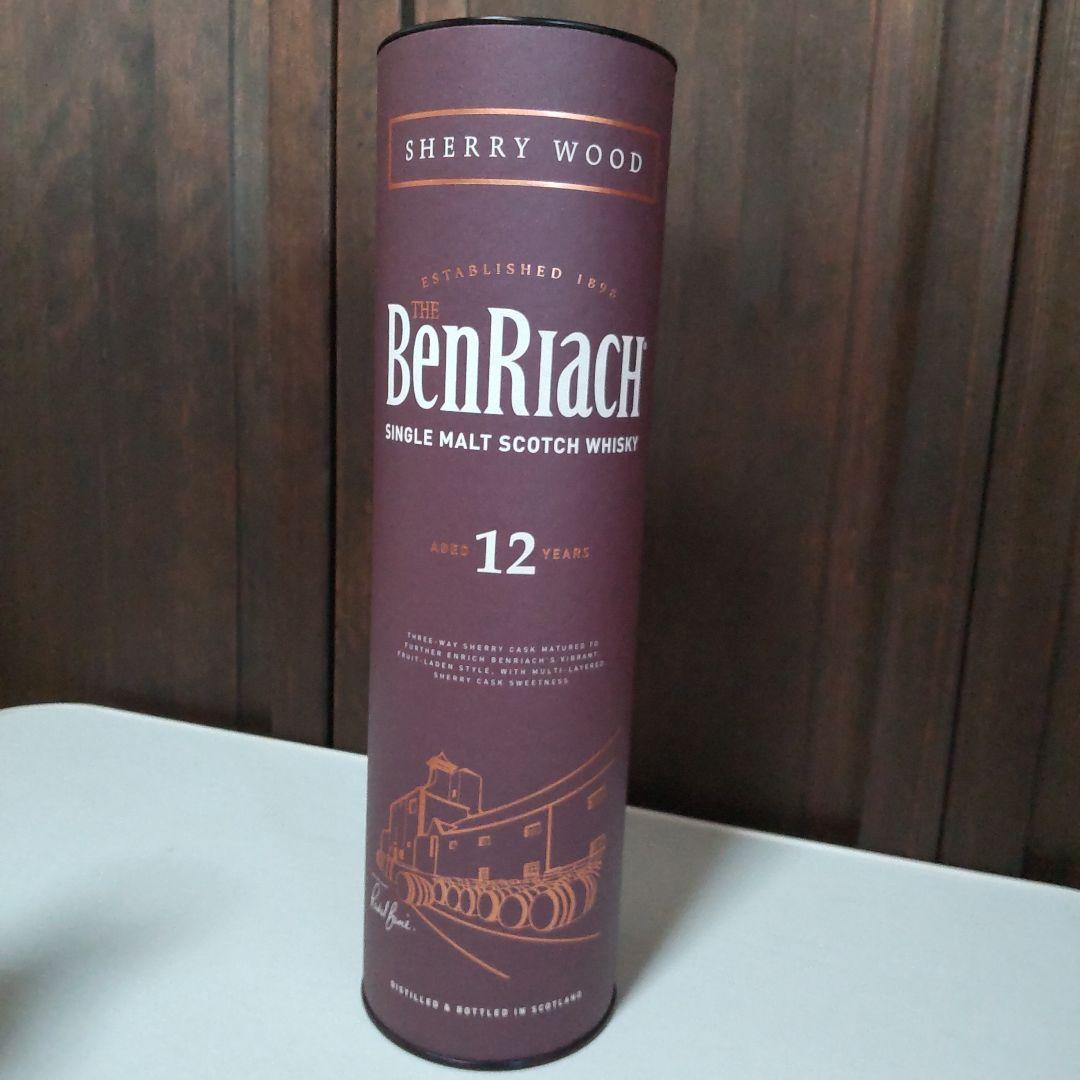 SHERRY WOOD
ESTABLISHED 1898
THE
BENRIACH
SINGLE MALT SCOTCH WHISKY
AGED 12 YEARS
THREE-WAY SHERRY CASK MATURED TO
FURTHER ENRICH BENRIACH'S VIBRANT,
FRUIT-LADEN STYLE, WITH MULTI-LAYERED
SHERRY CASK SWEETNESS
DISTILLED & BOTTLED IN SCOTLAND